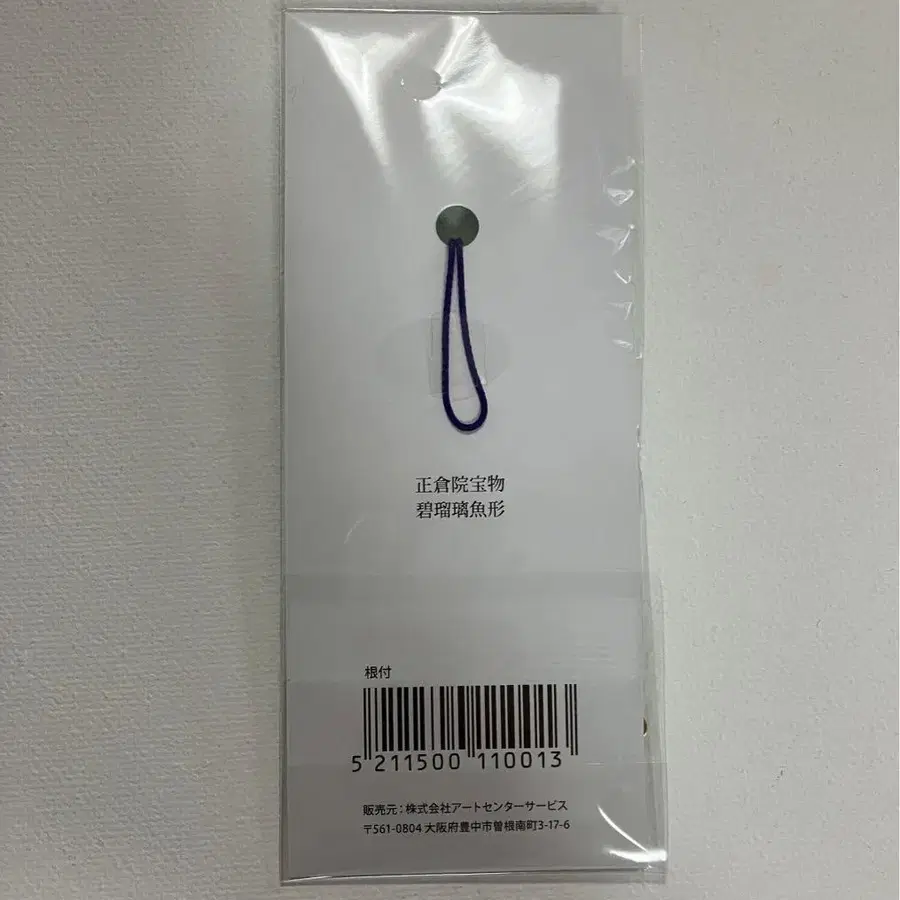 正倉院宝物
碧瑠璃魚形
根付
5 211500 110013
販売元：株式会社アートセンターサービス
〒561-0804 大阪府豊中市曽根南町3-17-6